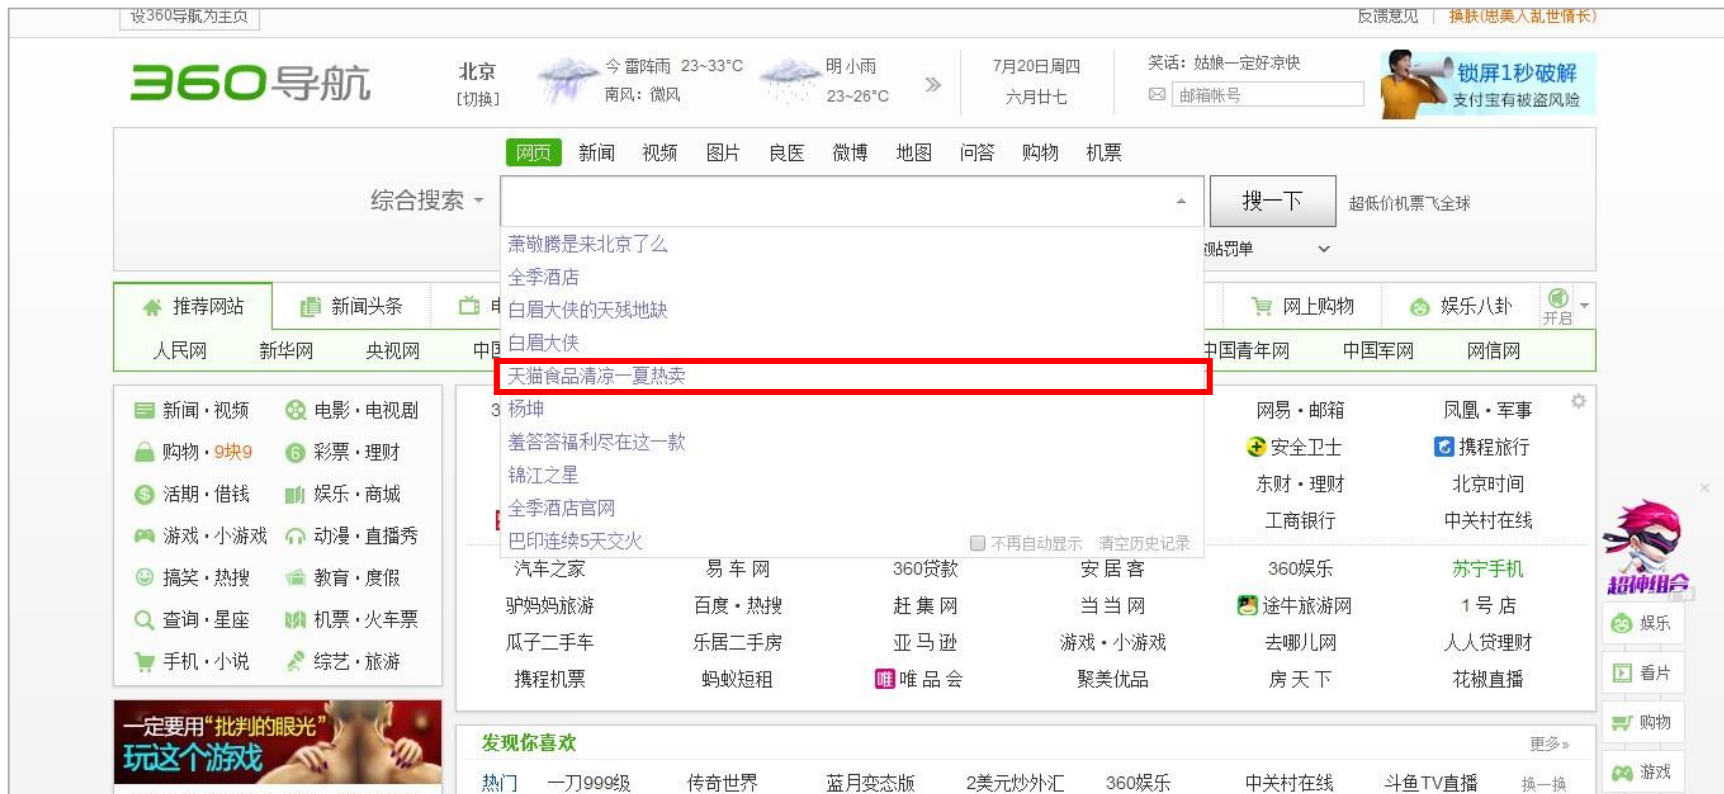 设360导航为主页
反馈意见 | 换肤(思美人乱世情长)
360导航
北京
[切换]
今 雷阵雨 23~33°C
南风：微风
明 小雨
23~26°C
7月20日周四
六月廿七
笑话：姑娘一定好凉快
邮箱帐号
锁屏1秒破解
支付宝有被盗风险
网页 新闻 视频 图片 良医 微博 地图 问答 购物 机票
综合搜索
搜一下
超低价机票飞全球
贴罚单
萧敬腾是来北京了么
全季酒店
白眉大侠的天残地缺
白眉大侠
天猫食品清凉一夏热卖
杨坤
羞答答福利尽在这一款
锦江之星
全季酒店官网
巴印连续5天交火
不再自动显示 清空历史记录
推荐网站 新闻头条 网上购物 娱乐八卦 开启
人民网 新华网 央视网 中国青年网 中国军网 网信网
新闻·视频 电影·电视剧
购物·9块9 彩票·理财
活期·借钱 娱乐·商城
游戏·小游戏 动漫·直播秀
搞笑·热搜 教育·度假
查询·星座 机票·火车票
手机·小说 综艺·旅游
网易·邮箱 凤凰·军事
安全卫士 携程旅行
东财·理财 北京时间
工商银行 中关村在线
汽车之家 易车网 360贷款 安居客 360娱乐 苏宁手机
驴妈妈旅游 百度·热搜 赶集网 当当网 途牛旅游网 1号店
瓜子二手车 乐居二手房 亚马逊 游戏·小游戏 去哪儿网 人人贷理财
携程机票 蚂蚁短租 唯 唯品会 聚美优品 房天下 花椒直播
超神组合
娱乐
看片
购物
游戏
一定要用“批判的眼光”
玩这个游戏
发现你喜欢 更多»
热门 一刀999级 传奇世界 蓝月变态版 2美元炒外汇 360娱乐 中关村在线 斗鱼TV直播 换一换